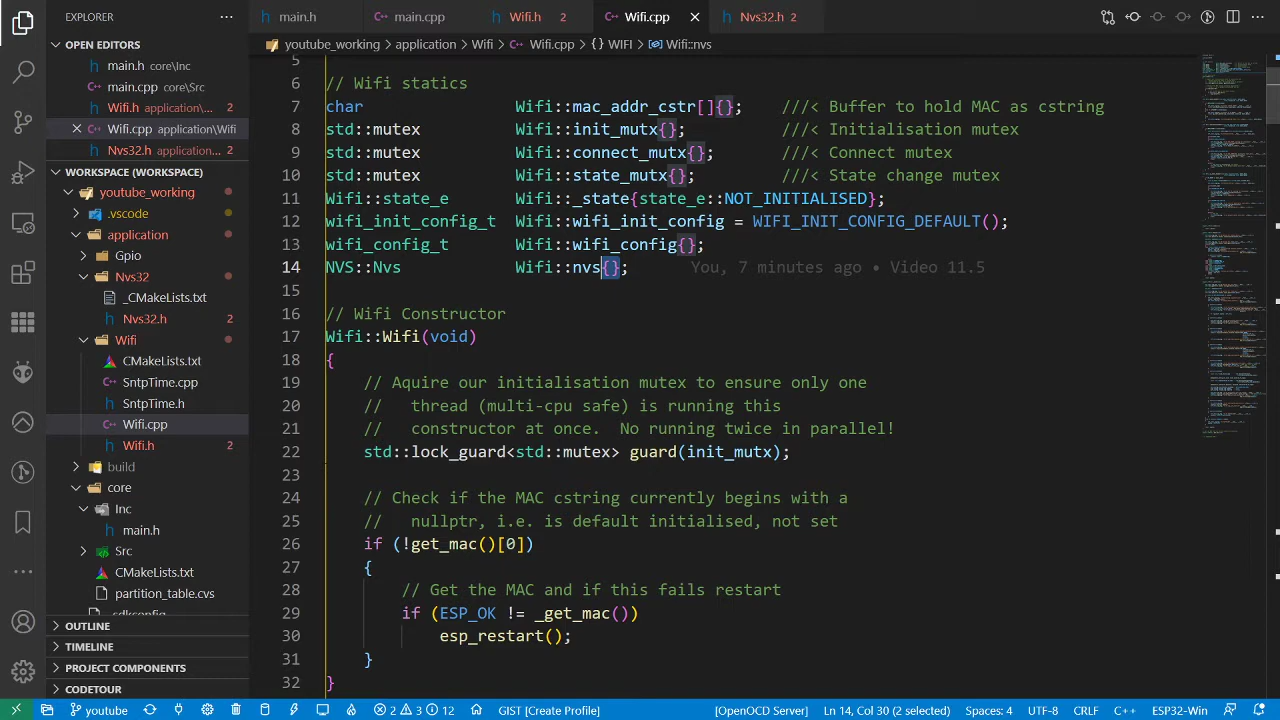 EXPLORER
OPEN EDITORS
main.h core\Inc
main.cpp core\Src
Wifi.h application\... 2
Wifi.cpp application\Wifi
Nvs32.h application... 2
WORKSPACE (WORKSPACE)
youtube_working
.vscode
application
Gpio
Nvs32
_CMakeLists.txt
Nvs32.h 2
Wifi
CMakeLists.txt
SntpTime.cpp
SntpTime.h
Wifi.cpp
Wifi.h 2
build
core
Inc
main.h
Src
CMakeLists.txt
partition_table.cvs
sdkconfig
OUTLINE
TIMELINE
PROJECT COMPONENTS
CODETOUR
main.h main.cpp Wifi.h 2 Wifi.cpp Nvs32.h 2
youtube_working > application > Wifi > Wifi.cpp > {} WIFI > Wifi::nvs
5
6 // Wifi statics
7 char Wifi::mac_addr_cstr[]{}; ///< Buffer to hold MAC as cstring
8 std::mutex Wifi::init_mutx{}; ///< Initialisation mutex
9 std::mutex Wifi::connect_mutx{}; ///< Connect mutex
10 std::mutex Wifi::state_mutx{}; ///< State change mutex
11 Wifi::state_e Wifi::_state{state_e::NOT_INITIALISED};
12 wifi_init_config_t Wifi::wifi_init_config = WIFI_INIT_CONFIG_DEFAULT();
13 wifi_config_t Wifi::wifi_config{};
14 NVS::Nvs Wifi::nvs{}; You, 7 minutes ago • Video 11.5
15
16 // Wifi Constructor
17 Wifi::Wifi(void)
18 {
19 // Aquire our initialisation mutex to ensure only one
20 // thread (multi-cpu safe) is running this
21 // constructor at once. No running twice in parallel!
22 std::lock_guard<std::mutex> guard(init_mutx);
23
24 // Check if the MAC cstring currently begins with a
25 // nullptr, i.e. is default initialised, not set
26 if (!get_mac()[0])
27 {
28 // Get the MAC and if this fails restart
29 if (ESP_OK != _get_mac())
30 esp_restart();
31 }
32 }
youtube 2 3 12 GIST [Create Profile] [OpenOCD Server] Ln 14, Col 30 (2 selected) Spaces: 4 UTF-8 CRLF C++ ESP32-Win